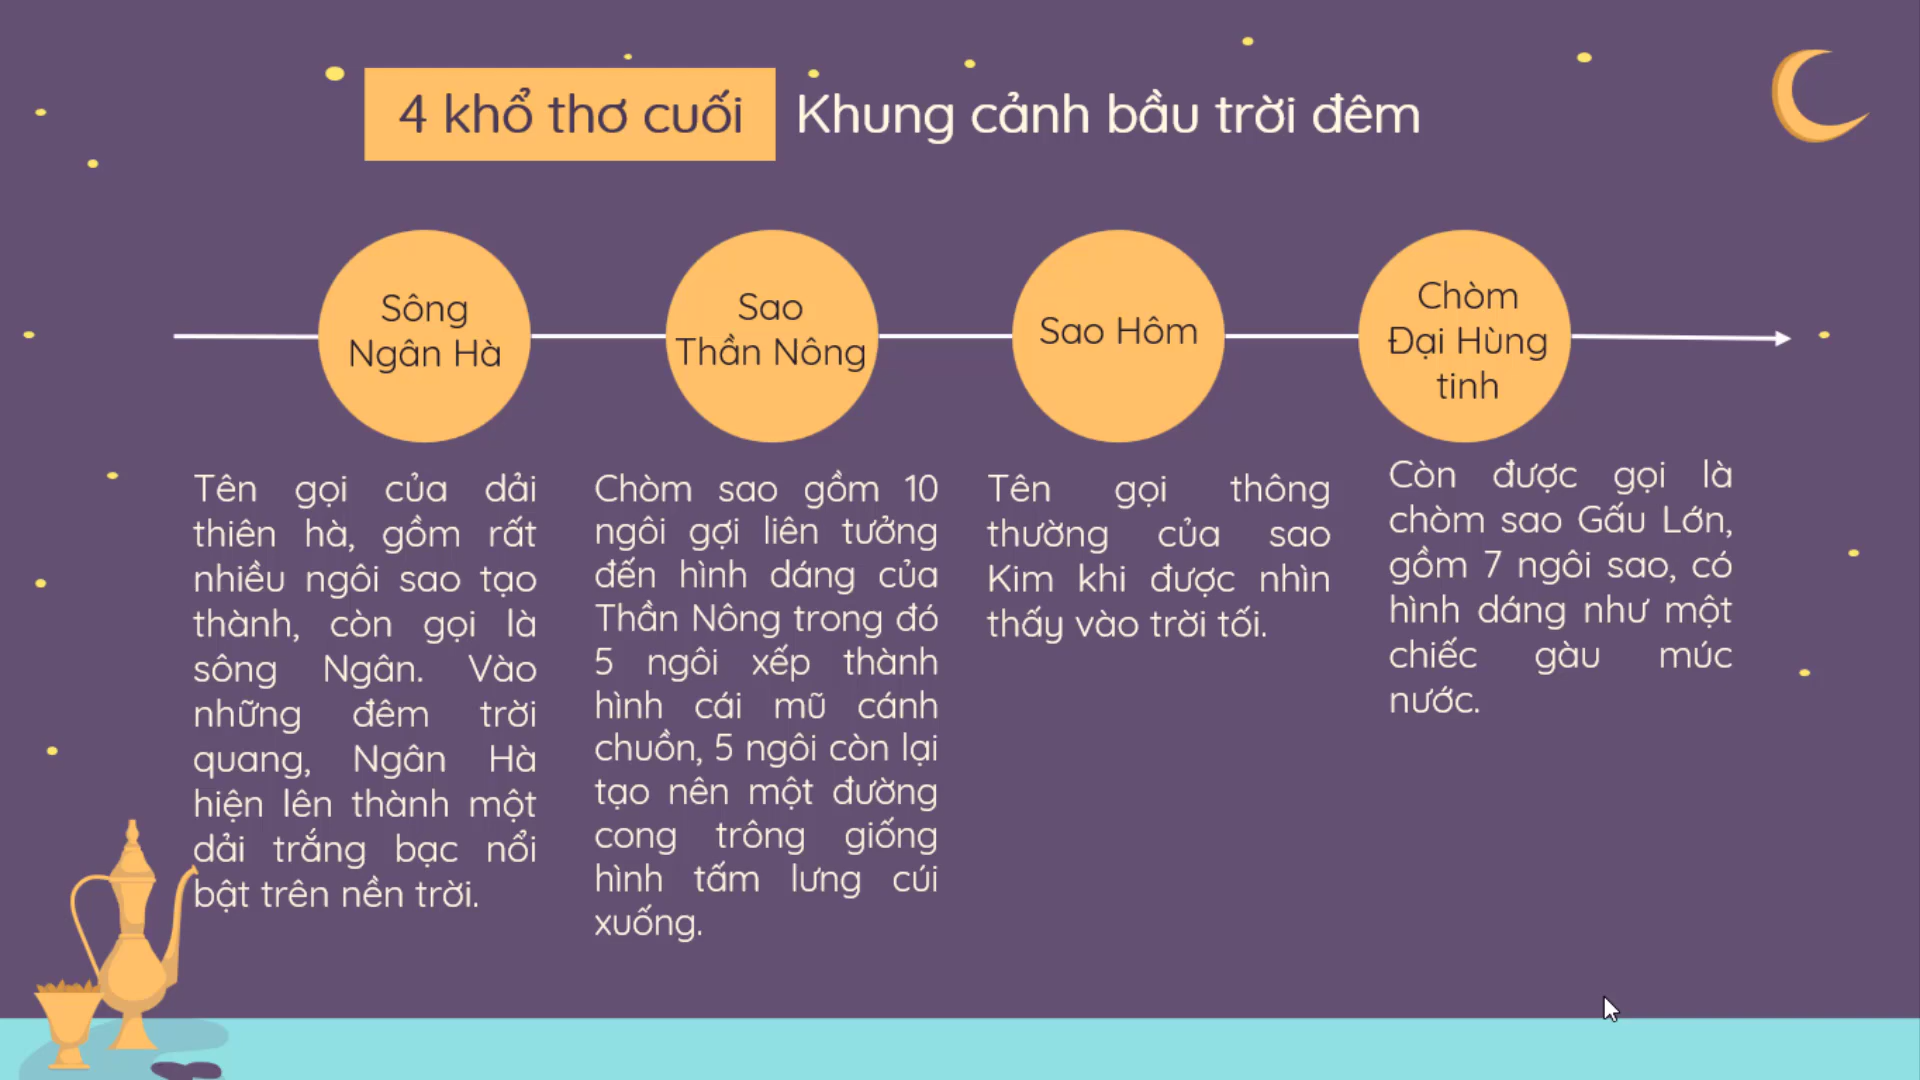 4 khổ thơ cuối Khung cảnh bầu trời đêm
Sông
Ngân Hà
Sao
Thần Nông
Sao Hôm
Chòm
Đại Hùng
tinh
Tên gọi của dải
thiên hà, gồm rất
nhiều ngôi sao tạo
thành, còn gọi là
sông Ngân. Vào
những đêm trời
quang, Ngân Hà
hiện lên thành một
dải trắng bạc nổi
bật trên nền trời.
Chòm sao gồm 10
ngôi gợi liên tưởng
đến hình dáng của
Thần Nông trong đó
5 ngôi xếp thành
hình cái mũ cánh
chuồn, 5 ngôi còn lại
tạo nên một đường
cong trông giống
hình tấm lưng cúi
xuống.
Tên gọi thông
thường của sao
Kim khi được nhìn
thấy vào trời tối.
Còn được gọi là
chòm sao Gấu Lớn,
gồm 7 ngôi sao, có
hình dáng như một
chiếc gàu múc
nước.